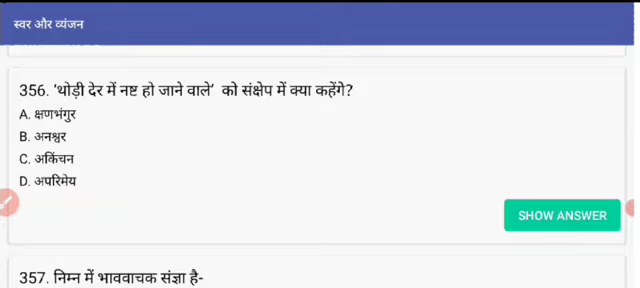 स्वर और व्यंजन
356. 'थोड़ी देर में नष्ट हो जाने वाले' को संक्षेप में क्या कहेंगे?
A. क्षणभंगुर
B. अनश्वर
C. अकिंचन
D. अपरिमेय
SHOW ANSWER
357. निम्न में भाववाचक संज्ञा है-